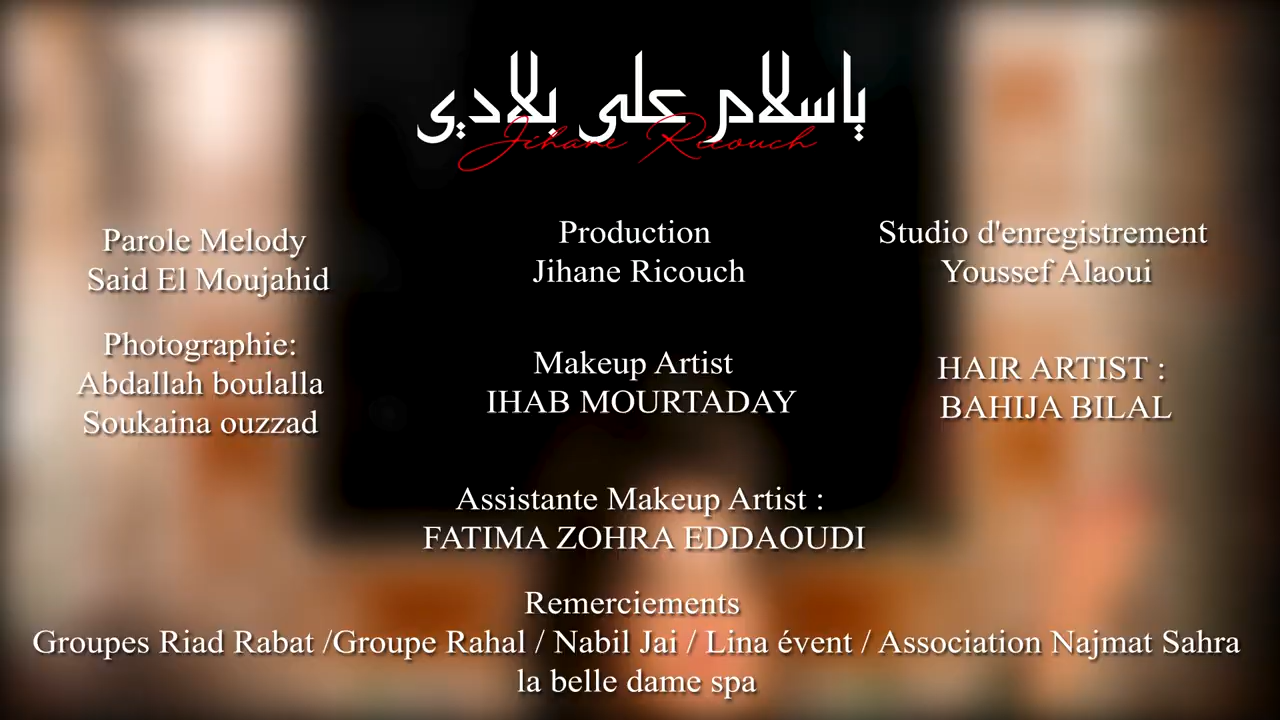 ياسلام على بلادي
Jihane Ricouch
Parole Melody
Said El Moujahid
Production
Jihane Ricouch
Studio d'enregistrement
Youssef Alaoui
Photographie:
Abdallah boulalla
Soukaina ouzzad
Makeup Artist
IHAB MOURTADAY
HAIR ARTIST :
BAHIJA BILAL
Assistante Makeup Artist :
FATIMA ZOHRA EDDAOUDI
Remerciements
Groupes Riad Rabat /Groupe Rahal / Nabil Jai / Lina évent / Association Najmat Sahra
la belle dame spa